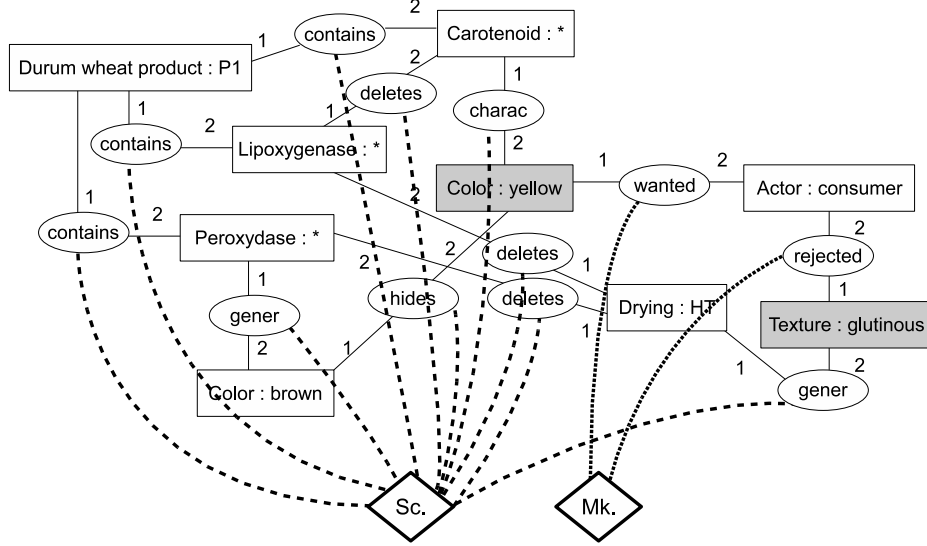 2
contains
Carotenoid : *
1
Durum wheat product : P1
2
1
deletes
1
charac
1
contains
2
Lipoxygenase : *
2
2
Color : yellow
1
wanted
2
Actor : consumer
1
contains
2
Peroxydase : *
2
deletes
1
2
rejected
1
gener
2
2
hides
deletes
1
Drying : HT
1
Texture : glutinous
2
1
Color : brown
1
2
gener
Sc.
Mk.